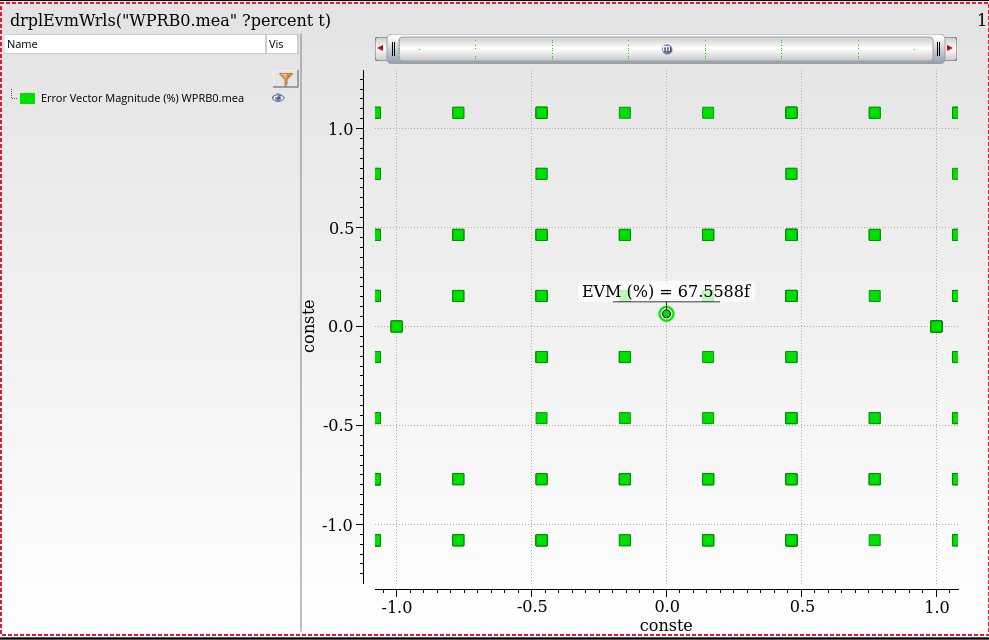 drplEvmWrls("WPRB0.mea" ?percent t)
1
Name Vis
Error Vector Magnitude (%) WPRB0.mea
m
1.0
0.5
EVM (%) = 67.5588f
0.0
conste
-0.5
-1.0
-1.0 -0.5 0.0 0.5 1.0
conste